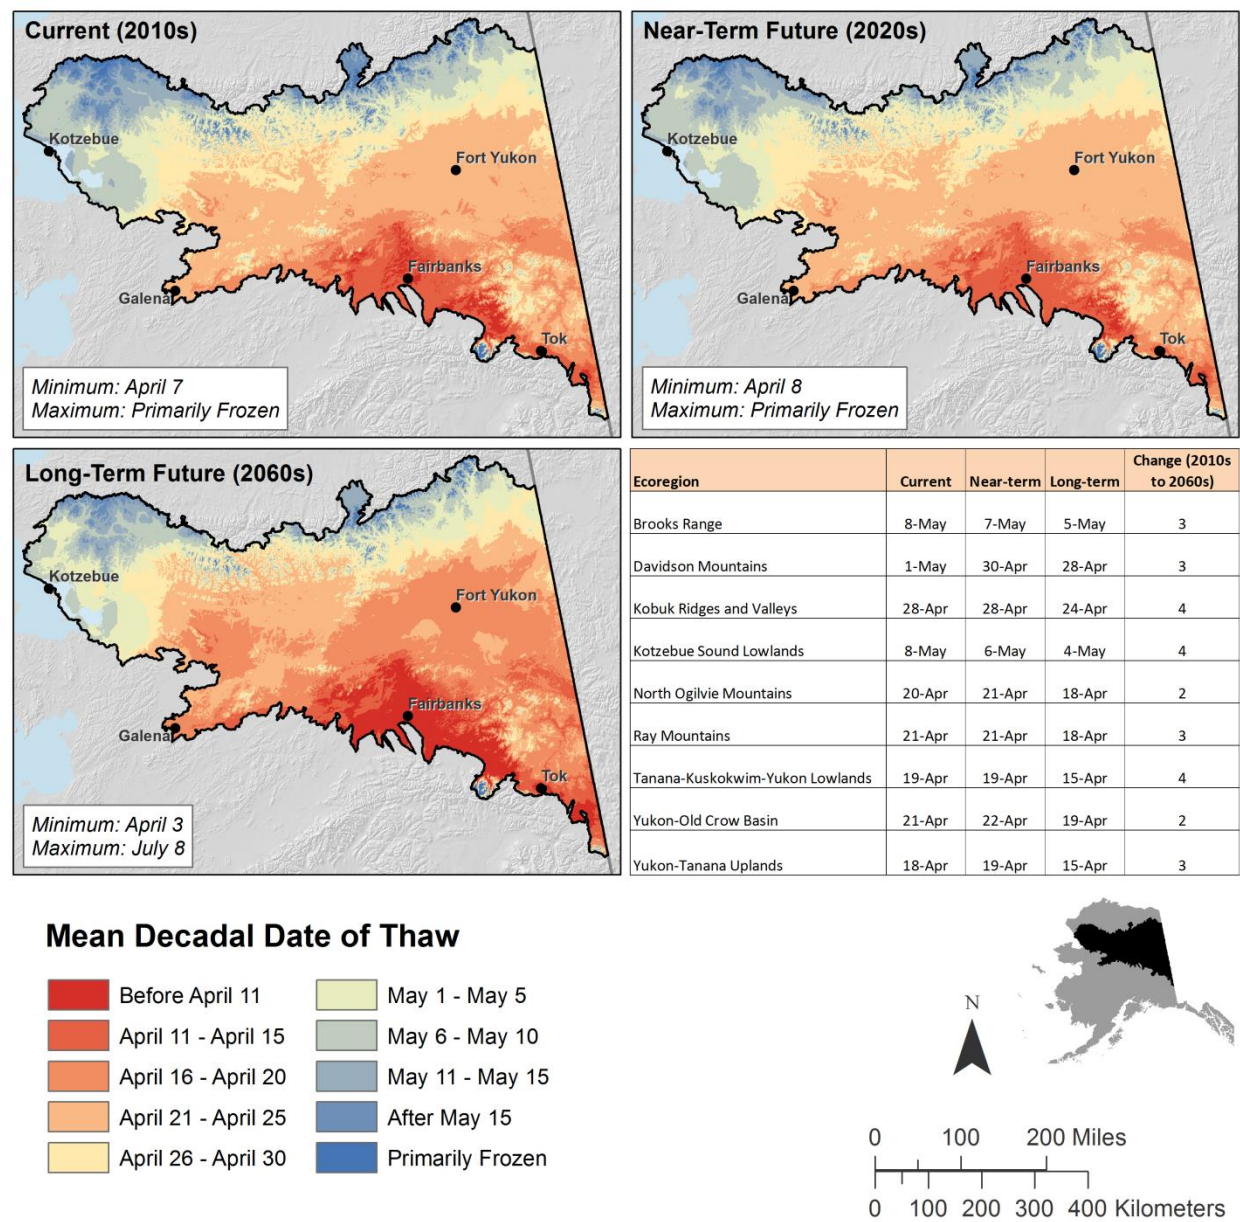 Current (2010s)
Kotzebue
Fort Yukon
Fairbanks
Galena
Tok
Minimum: April 7
Maximum: Primarily Frozen
Near-Term Future (2020s)
Kotzebue
Fort Yukon
Fairbanks
Galena
Tok
Minimum: April 8
Maximum: Primarily Frozen
Long-Term Future (2060s)
Kotzebue
Fort Yukon
Fairbanks
Galena
Tok
Minimum: April 3
Maximum: July 8
Ecoregion Current Near-term Long-term Change (2010s
to 2060s)
Brooks Range 8-May 7-May 5-May 3
Davidson Mountains 1-May 30-Apr 28-Apr 3
Kobuk Ridges and Valleys 28-Apr 28-Apr 24-Apr 4
Kotzebue Sound Lowlands 8-May 6-May 4-May 4
North Ogilvie Mountains 20-Apr 21-Apr 18-Apr 2
Ray Mountains 21-Apr 21-Apr 18-Apr 3
Tanana-Kuskokwim-Yukon Lowlands 19-Apr 19-Apr 15-Apr 4
Yukon-Old Crow Basin 21-Apr 22-Apr 19-Apr 2
Yukon-Tanana Uplands 18-Apr 19-Apr 15-Apr 3
Mean Decadal Date of Thaw
Before April 11
April 11 - April 15
April 16 - April 20
April 21 - April 25
April 26 - April 30
May 1 - May 5
May 6 - May 10
May 11 - May 15
After May 15
Primarily Frozen
N
0 100 200 Miles
0 100 200 300 400 Kilometers